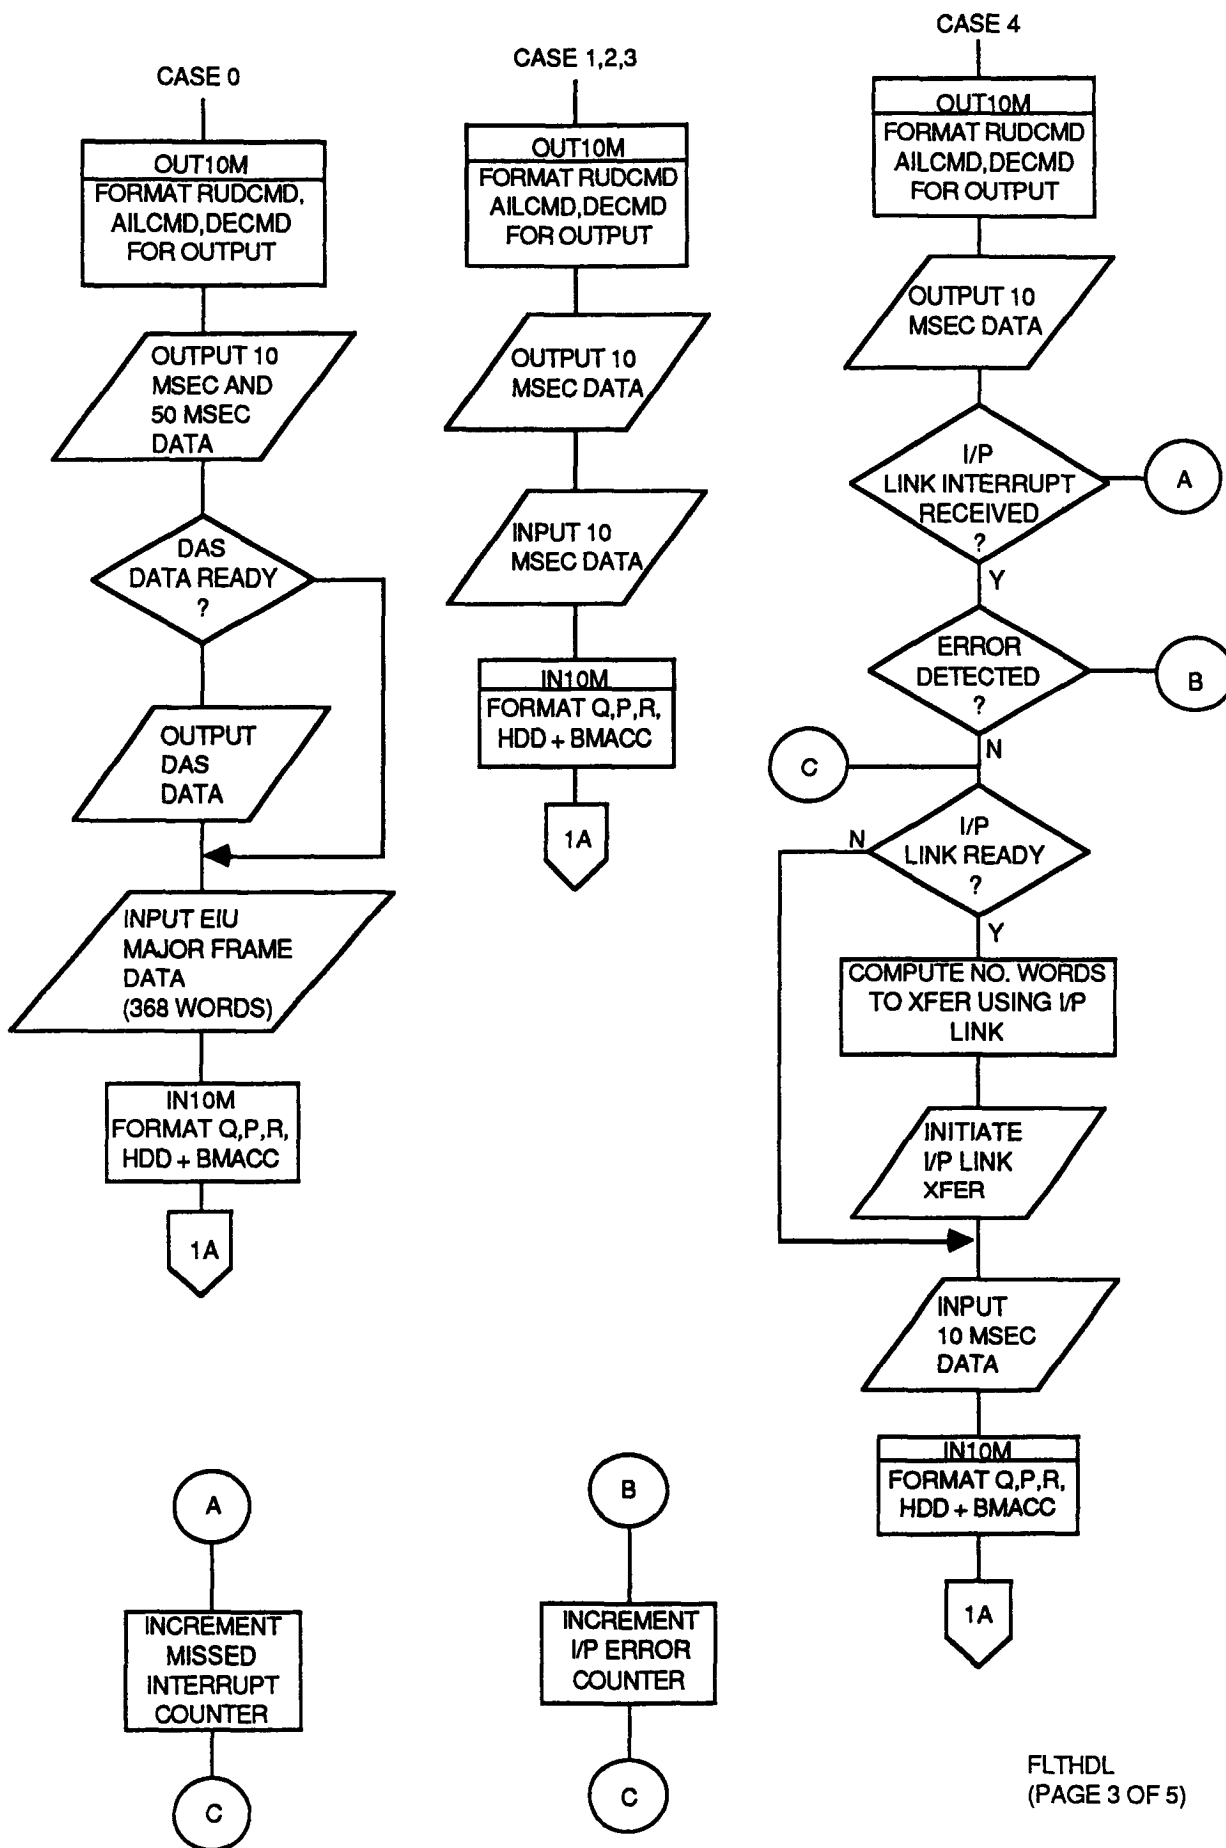 CASE 0
OUT10M
FORMAT RUDCMD,
AILCMD,DECMD
FOR OUTPUT
OUTPUT 10
MSEC AND
50 MSEC
DATA
DAS
DATA READY
?
OUTPUT
DAS
DATA
INPUT EIU
MAJOR FRAME
DATA
(368 WORDS)
IN10M
FORMAT Q,P,R,
HDD + BMACC
1A
CASE 1,2,3
OUT10M
FORMAT RUDCMD
AILCMD,DECMD
FOR OUTPUT
OUTPUT 10
MSEC DATA
INPUT 10
MSEC DATA
IN10M
FORMAT Q,P,R,
HDD + BMACC
1A
CASE 4
OUT10M
FORMAT RUDCMD
AILCMD,DECMD
FOR OUTPUT
OUTPUT 10
MSEC DATA
I/P
LINK INTERRUPT
RECEIVED
?
A
Y
ERROR
DETECTED
?
B
N
C
I/P
LINK READY
?
N
Y
COMPUTE NO. WORDS
TO XFER USING I/P
LINK
INITIATE
I/P LINK
XFER
INPUT
10 MSEC
DATA
IN10M
FORMAT Q,P,R,
HDD + BMACC
1A
A
INCREMENT
MISSED
INTERRUPT
COUNTER
C
B
INCREMENT
I/P ERROR
COUNTER
C
FLTHDL
(PAGE 3 OF 5)